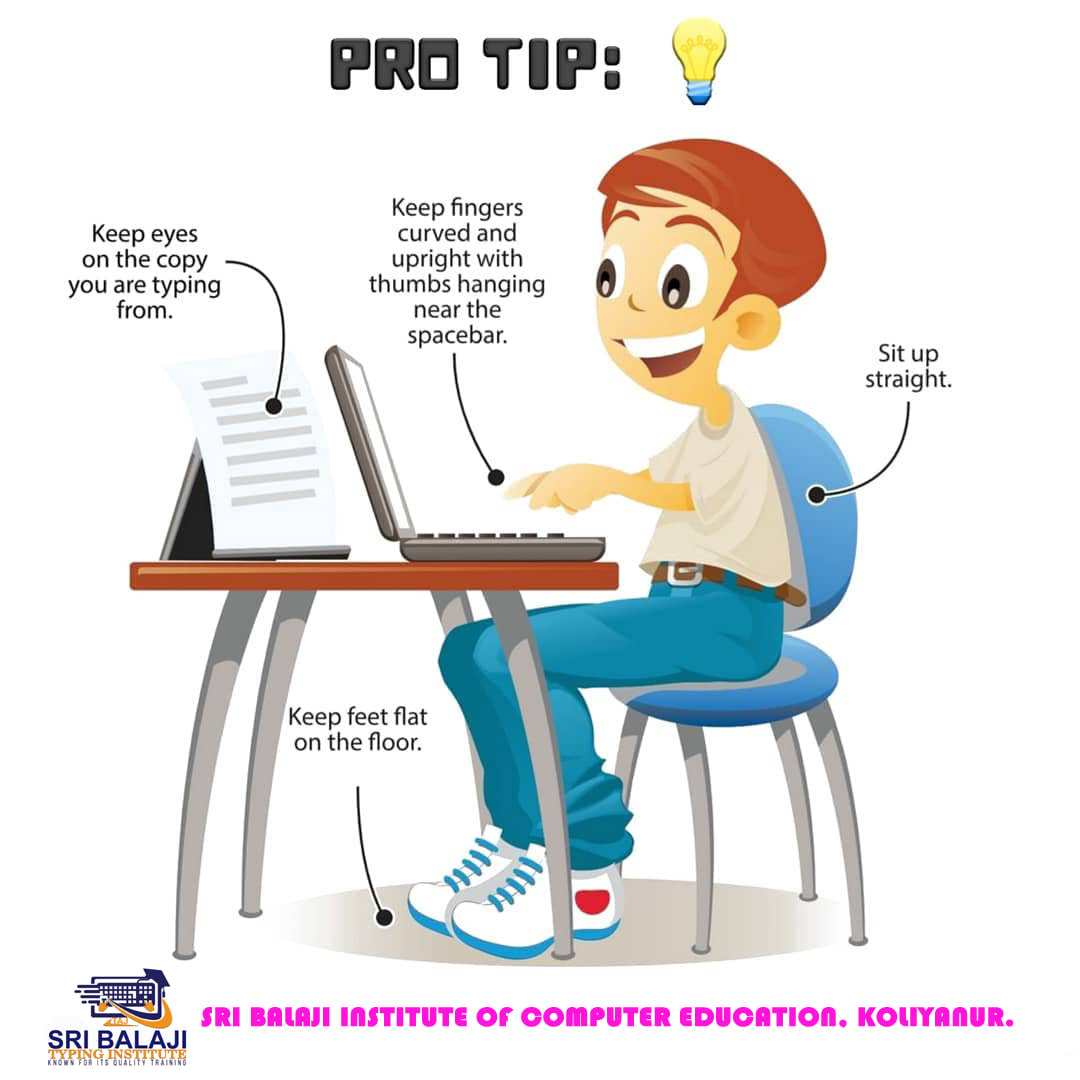 PRO TIP:
Keep eyes
on the copy
you are typing
from.
Keep fingers
curved and
upright with
thumbs hanging
near the
spacebar.
Sit up
straight.
Keep feet flat
on the floor.
SRI BALAJI
TYPING INSTITUTE
KNOWN FOR ITS QUALITY TRAINING
SRI BALAJI INSTITUTE OF COMPUTER EDUCATION, KOLIYANUR.